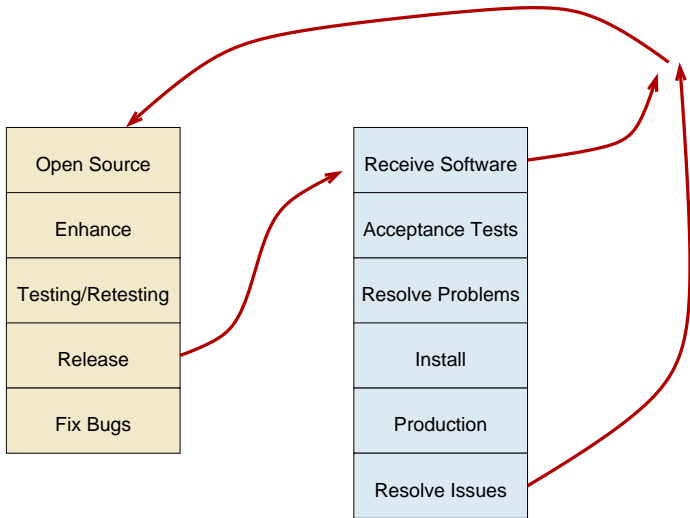 Open Source
Enhance
Testing/Retesting
Release
Fix Bugs
Receive Software
Acceptance Tests
Resolve Problems
Install
Production
Resolve Issues